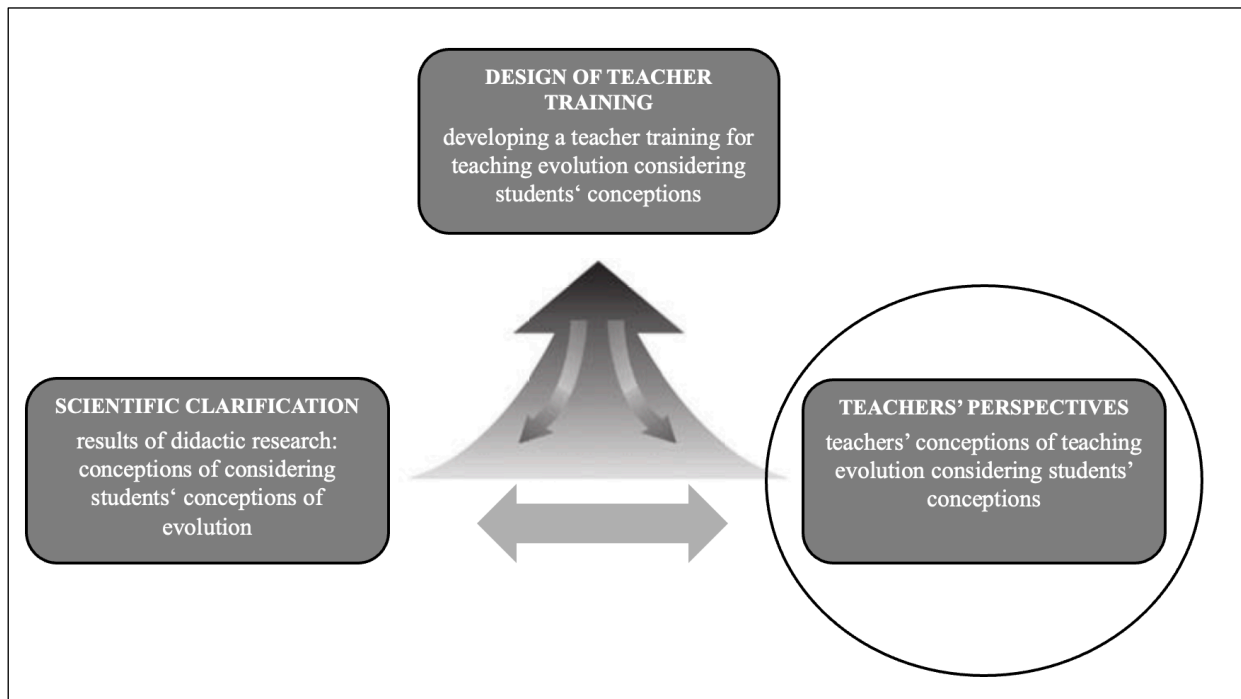 DESIGN OF TEACHER
TRAINING
developing a teacher training for
teaching evolution considering
students‘ conceptions
SCIENTIFIC CLARIFICATION
results of didactic research:
conceptions of considering
students‘ conceptions of
evolution
TEACHERS’ PERSPECTIVES
teachers’ conceptions of teaching
evolution considering students’
conceptions